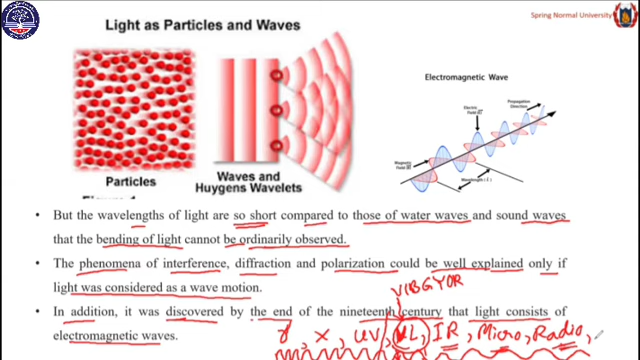 Spring Normal University
Light as Particles and Waves
Particles
Waves and
Huygens Wavelets
Electromagnetic Wave
Electric
Field
Propagation
Direction
Magnetic
Field
Wavelength (λ)
• But the wavelengths of light are so short compared to those of water waves and sound waves
that the bending of light cannot be ordinarily observed.
• The phenomena of interference, diffraction and polarization could be well explained only if
light was considered as a wave motion.
VIBGYOR
• In addition, it was discovered by the end of the nineteenth century that light consists of
electromagnetic waves.
γ, X, UV, VL, IR, Micro, Radio,